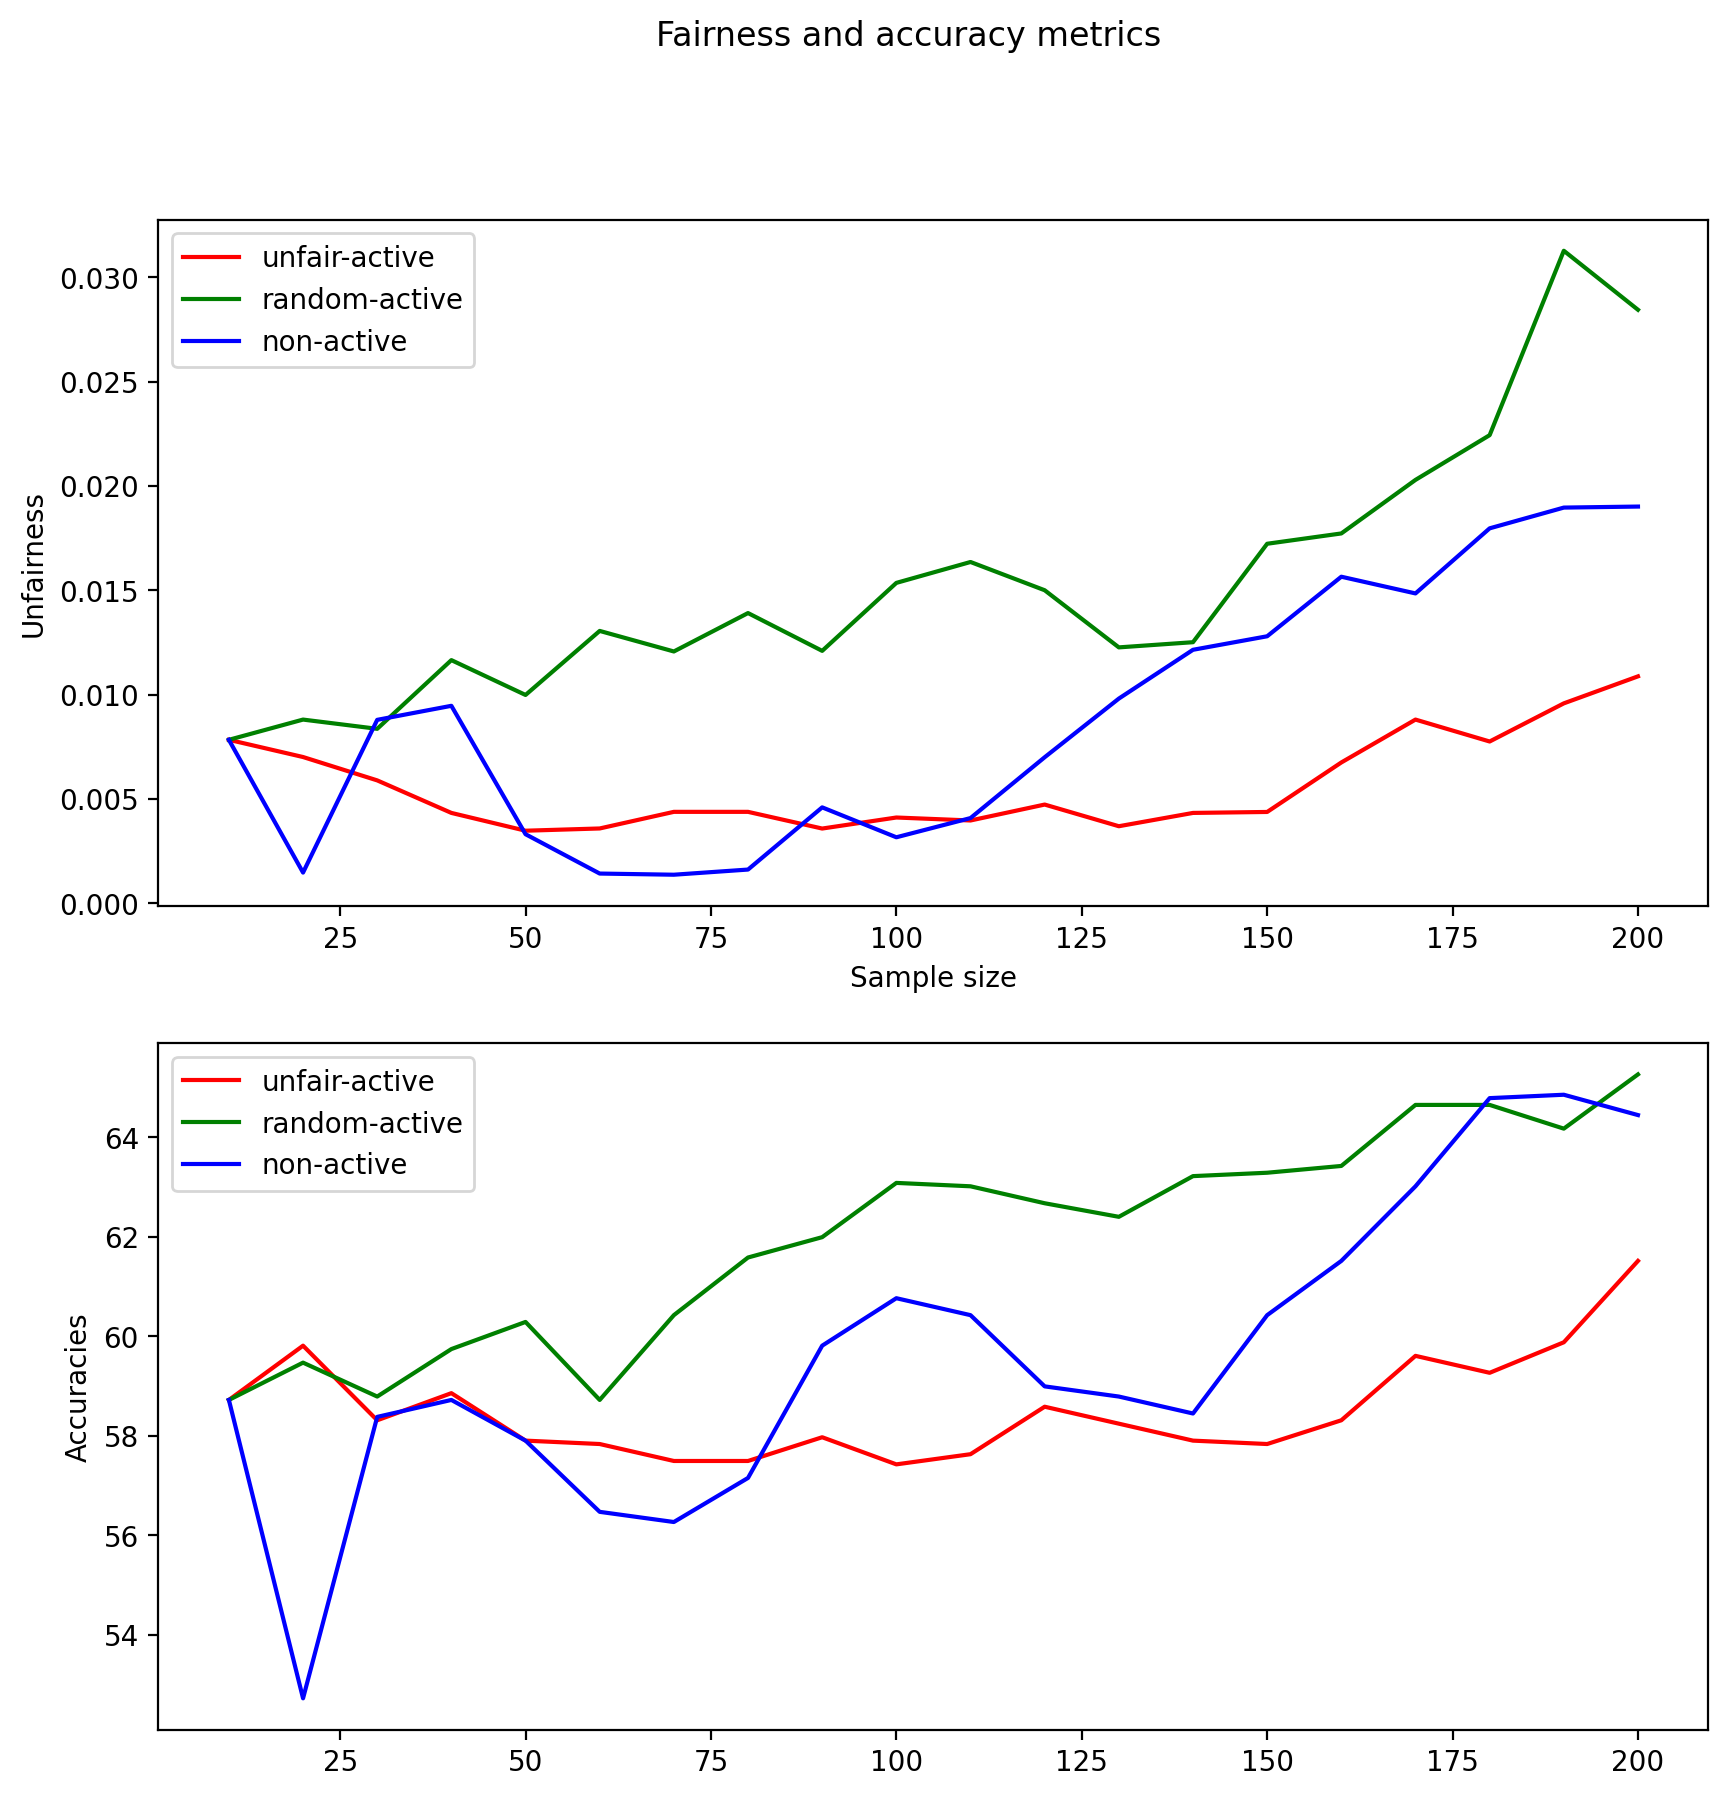 Fairness and accuracy metrics
unfair-active
random-active
non-active
0.030
0.025
0.020
0.015
0.010
0.005
0.000
Unfairness
25 50 75 100 125 150 175 200
Sample size
unfair-active
random-active
non-active
64
62
60
58
56
54
Accuracies
25 50 75 100 125 150 175 200